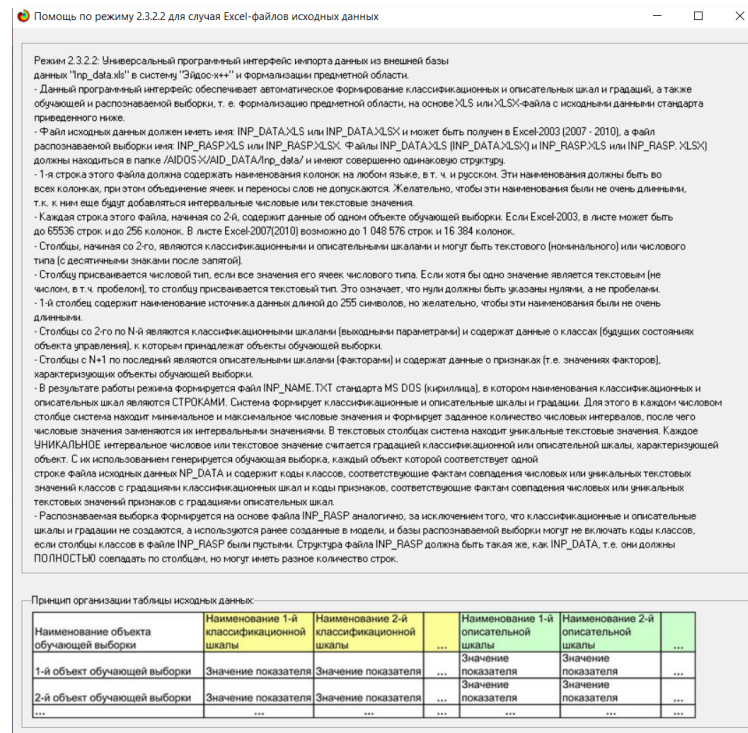 Помощь по режиму 2.3.2.2 для случая Excel-файлов исходных данных
Режим 2.3.2.2: Универсальный программный интерфейс импорта данных из внешней базы
данных "Inp_data.xls" в систему "Эйдос-х++" и формализации предметной области.
- Данный программный интерфейс обеспечивает автоматическое формирование классификационных и описательных шкал и градаций, а также
обучающей и распознаваемой выборки, т. е. формализацию предметной области, на основе XLS или XLSX-файла с исходными данными стандарта
приведенного ниже.
- Файл исходных данных должен иметь имя: INP_DATA.XLS или INP_DATA.XLSX и может быть получен в Excel-2003 (2007 - 2010), а файл
распознаваемой выборки имя: INP_RASP.XLS или INP_RASP.XLSX. Файлы INP_DATA.XLS (INP_DATA.XLSX) и INP_RASP.XLS или INP_RASP. XLSX)
должны находиться в папке /AIDOS-X/AID_DATA/Inp_data/ и имеют совершенно одинаковую структуру.
- 1-я строка этого файла должна содержать наименования колонок на любом языке, в т. ч. и русском. Эти наименования должны быть во
всех колонках, при этом объединение ячеек и переносы слов не допускаются. Желательно, чтобы эти наименования были не очень длинными,
т.к. к ним еще будут добавляться интервальные числовые или текстовые значения.
- Каждая строка этого файла, начиная со 2-й, содержит данные об одном объекте обучающей выборки. Если Excel-2003, в листе может быть
до 65536 строк и до 256 колонок. В листе Excel-2007(2010) возможно до 1 048 576 строк и 16 384 колонок.
- Столбцы, начиная со 2-го, являются классификационными и описательными шкалами и могут быть текстового (номинального) или числового
типа (с десятичными знаками после запятой).
- Столбцу присваивается числовой тип, если все значения его ячеек числового типа. Если хотя бы одно значение является текстовым (не
числом, в т.ч. пробелом), то столбцу присваивается текстовый тип. Это означает, что нули должны быть указаны нулями, а не пробелами.
- 1-й столбец содержит наименование источника данных длиной до 255 символов, но желательно, чтобы эти наименования были не очень
длинными.
- Столбцы со 2-го по N-й являются классификационными шкалами (выходными параметрами) и содержат данные о классах (будущих состояниях
объекта управления), к которым принадлежат объекты обучающей выборки.
- Столбцы с N+1 по последний являются описательными шкалами (факторами) и содержат данные о признаках (т.е. значениях факторов),
характеризующих объекты обучающей выборки.
- В результате работы режима формируется файл INP_NAME.TXT стандарта MS DOS (кириллица), в котором наименования классификационных и
описательных шкал являются СТРОКАМИ. Система формирует классификационные и описательные шкалы и градации. Для этого в каждом числовом
столбце система находит минимальное и максимальное числовые значения и формирует заданное количество числовых интервалов, после чего
числовые значения заменяются их интервальными значениями. В текстовых столбцах система находит уникальные текстовые значения. Каждое
УНИКАЛЬНОЕ интервальное числовое или текстовое значение считается градацией классификационной или описательной шкалы, характеризующей
объект. С их использованием генерируется обучающая выборка, каждый объект которой соответствует одной
строке файла исходных данных NP_DATA и содержит коды классов, соответствующие фактам совпадения числовых или уникальных текстовых
значений классов с градациями классификационных шкал и коды признаков, соответствующие фактам совпадения числовых или уникальных
текстовых значений признаков с градациями описательных шкал.
- Распознаваемая выборка формируется на основе файла INP_RASP аналогично, за исключением того, что классификационные и описательные
шкалы и градации не создаются, а используются ранее созданные в модели, и базы распознаваемой выборки могут не включать коды классов,
если столбцы классов в файле INP_RASP были пустыми. Структура файла INP_RASP должна быть такая же, как INP_DATA, т.е. они должны
ПОЛНОСТЬЮ совпадать по столбцам, но могут иметь разное количество строк.
Принцип организации таблицы исходных данных:
Наименование объекта обучающей выборки Наименование 1-й классификационной шкалы Наименование 2-й классификационной шкалы ... Наименование 1-й описательной шкалы Наименование 2-й описательной шкалы ...
1-й объект обучающей выборки Значение показателя Значение показателя ... Значение показателя Значение показателя ...
2-й объект обучающей выборки Значение показателя Значение показателя ... Значение показателя Значение показателя ...
... ... ... ... ... ... ...